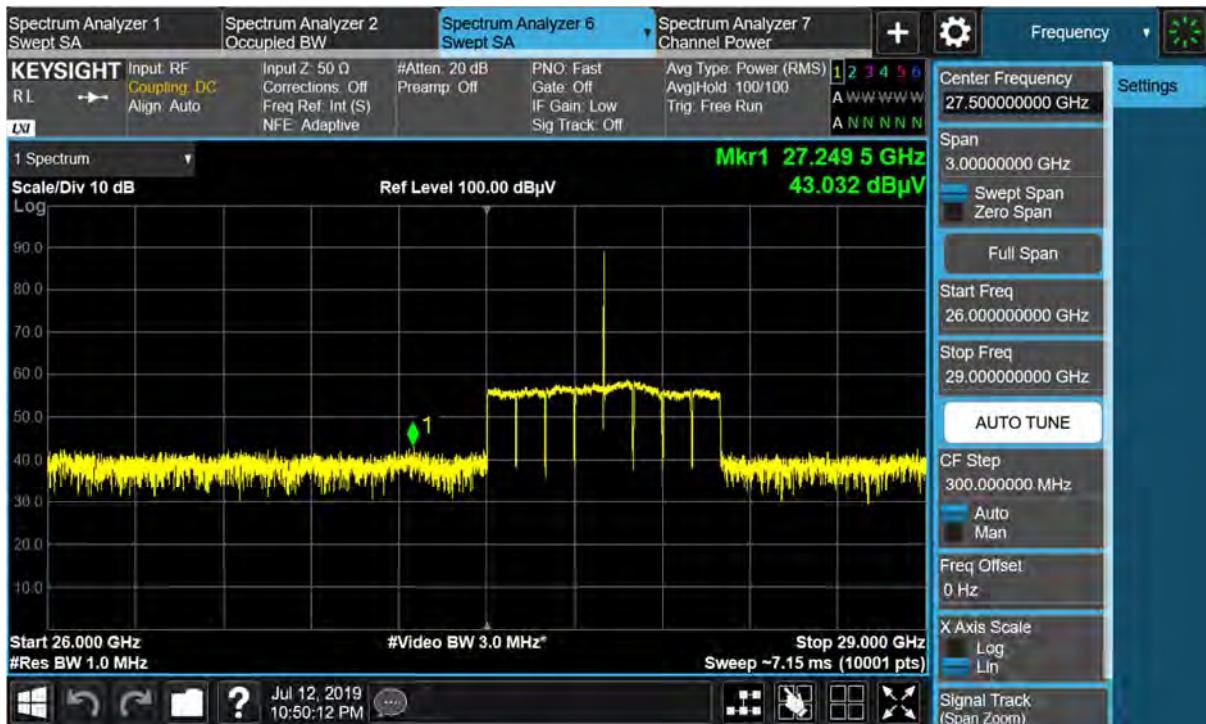 Spectrum Analyzer 1
Swept SA
Spectrum Analyzer 2
Occupied BW
Spectrum Analyzer 6
Swept SA
Spectrum Analyzer 7
Channel Power
+
Frequency
KEYSIGHT
RL
LXI
Input: RF
Coupling: DC
Align: Auto
Input Z: 50 Ω
Corrections: Off
Freq Ref: Int (S)
NFE: Adaptive
#Atten: 20 dB
Preamp: Off
PNO: Fast
Gate: Off
IF Gain: Low
Sig Track: Off
Avg Type: Power (RMS)
Avg|Hold: 100/100
Trig: Free Run
1 2 3 4 5 6
A W W W W W
A N N N N N
1 Spectrum
Scale/Div 10 dB
Log
Ref Level 100.00 dBµV
Mkr1 27.249 5 GHz
43.032 dBµV
90.0
80.0
70.0
60.0
50.0
1
40.0
30.0
20.0
10.0
Start 26.000 GHz
#Res BW 1.0 MHz
#Video BW 3.0 MHz*
Stop 29.000 GHz
Sweep ~7.15 ms (10001 pts)
Center Frequency
27.500000000 GHz
Settings
Span
3.00000000 GHz
Swept Span
Zero Span
Full Span
Start Freq
26.000000000 GHz
Stop Freq
29.000000000 GHz
AUTO TUNE
CF Step
300.000000 MHz
Auto
Man
Freq Offset
0 Hz
X Axis Scale
Log
Lin
Signal Track
(Span Zoom)
?
Jul 12, 2019
10:50:12 PM